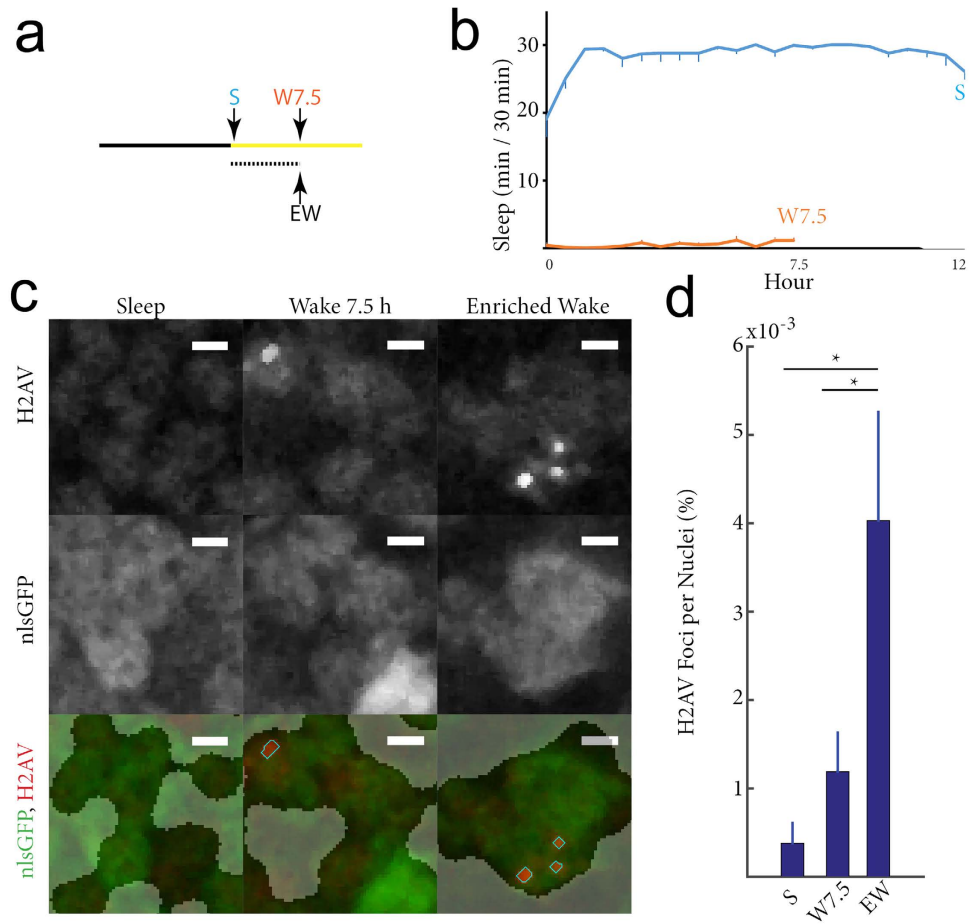 a
S
W7.5
EW
b
Sleep (min / 30 min)
30
20
10
S
W7.5
0
7.5
12
Hour
c
Sleep
Wake 7.5 h
Enriched Wake
H2AV
nlsGFP
nlsGFP, H2AV
d
6 x10-3
*
*
5
4
3
2
1
H2AV Foci per Nuclei (%)
S
W7.5
EW